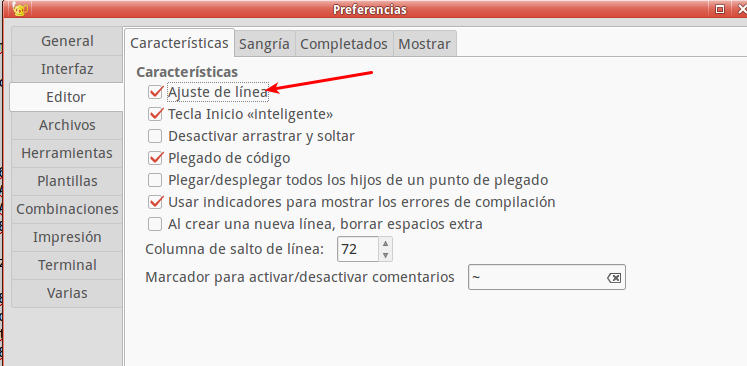 Preferencias
General
Interfaz
Editor
Archivos
Herramientas
Plantillas
Combinaciones
Impresión
Terminal
Varias
Características Sangría Completados Mostrar
Características
Ajuste de línea
Tecla Inicio «inteligente»
Desactivar arrastrar y soltar
Plegado de código
Plegar/desplegar todos los hijos de un punto de plegado
Usar indicadores para mostrar los errores de compilación
Al crear una nueva línea, borrar espacios extra
Columna de salto de línea: 72
Marcador para activar/desactivar comentarios ~